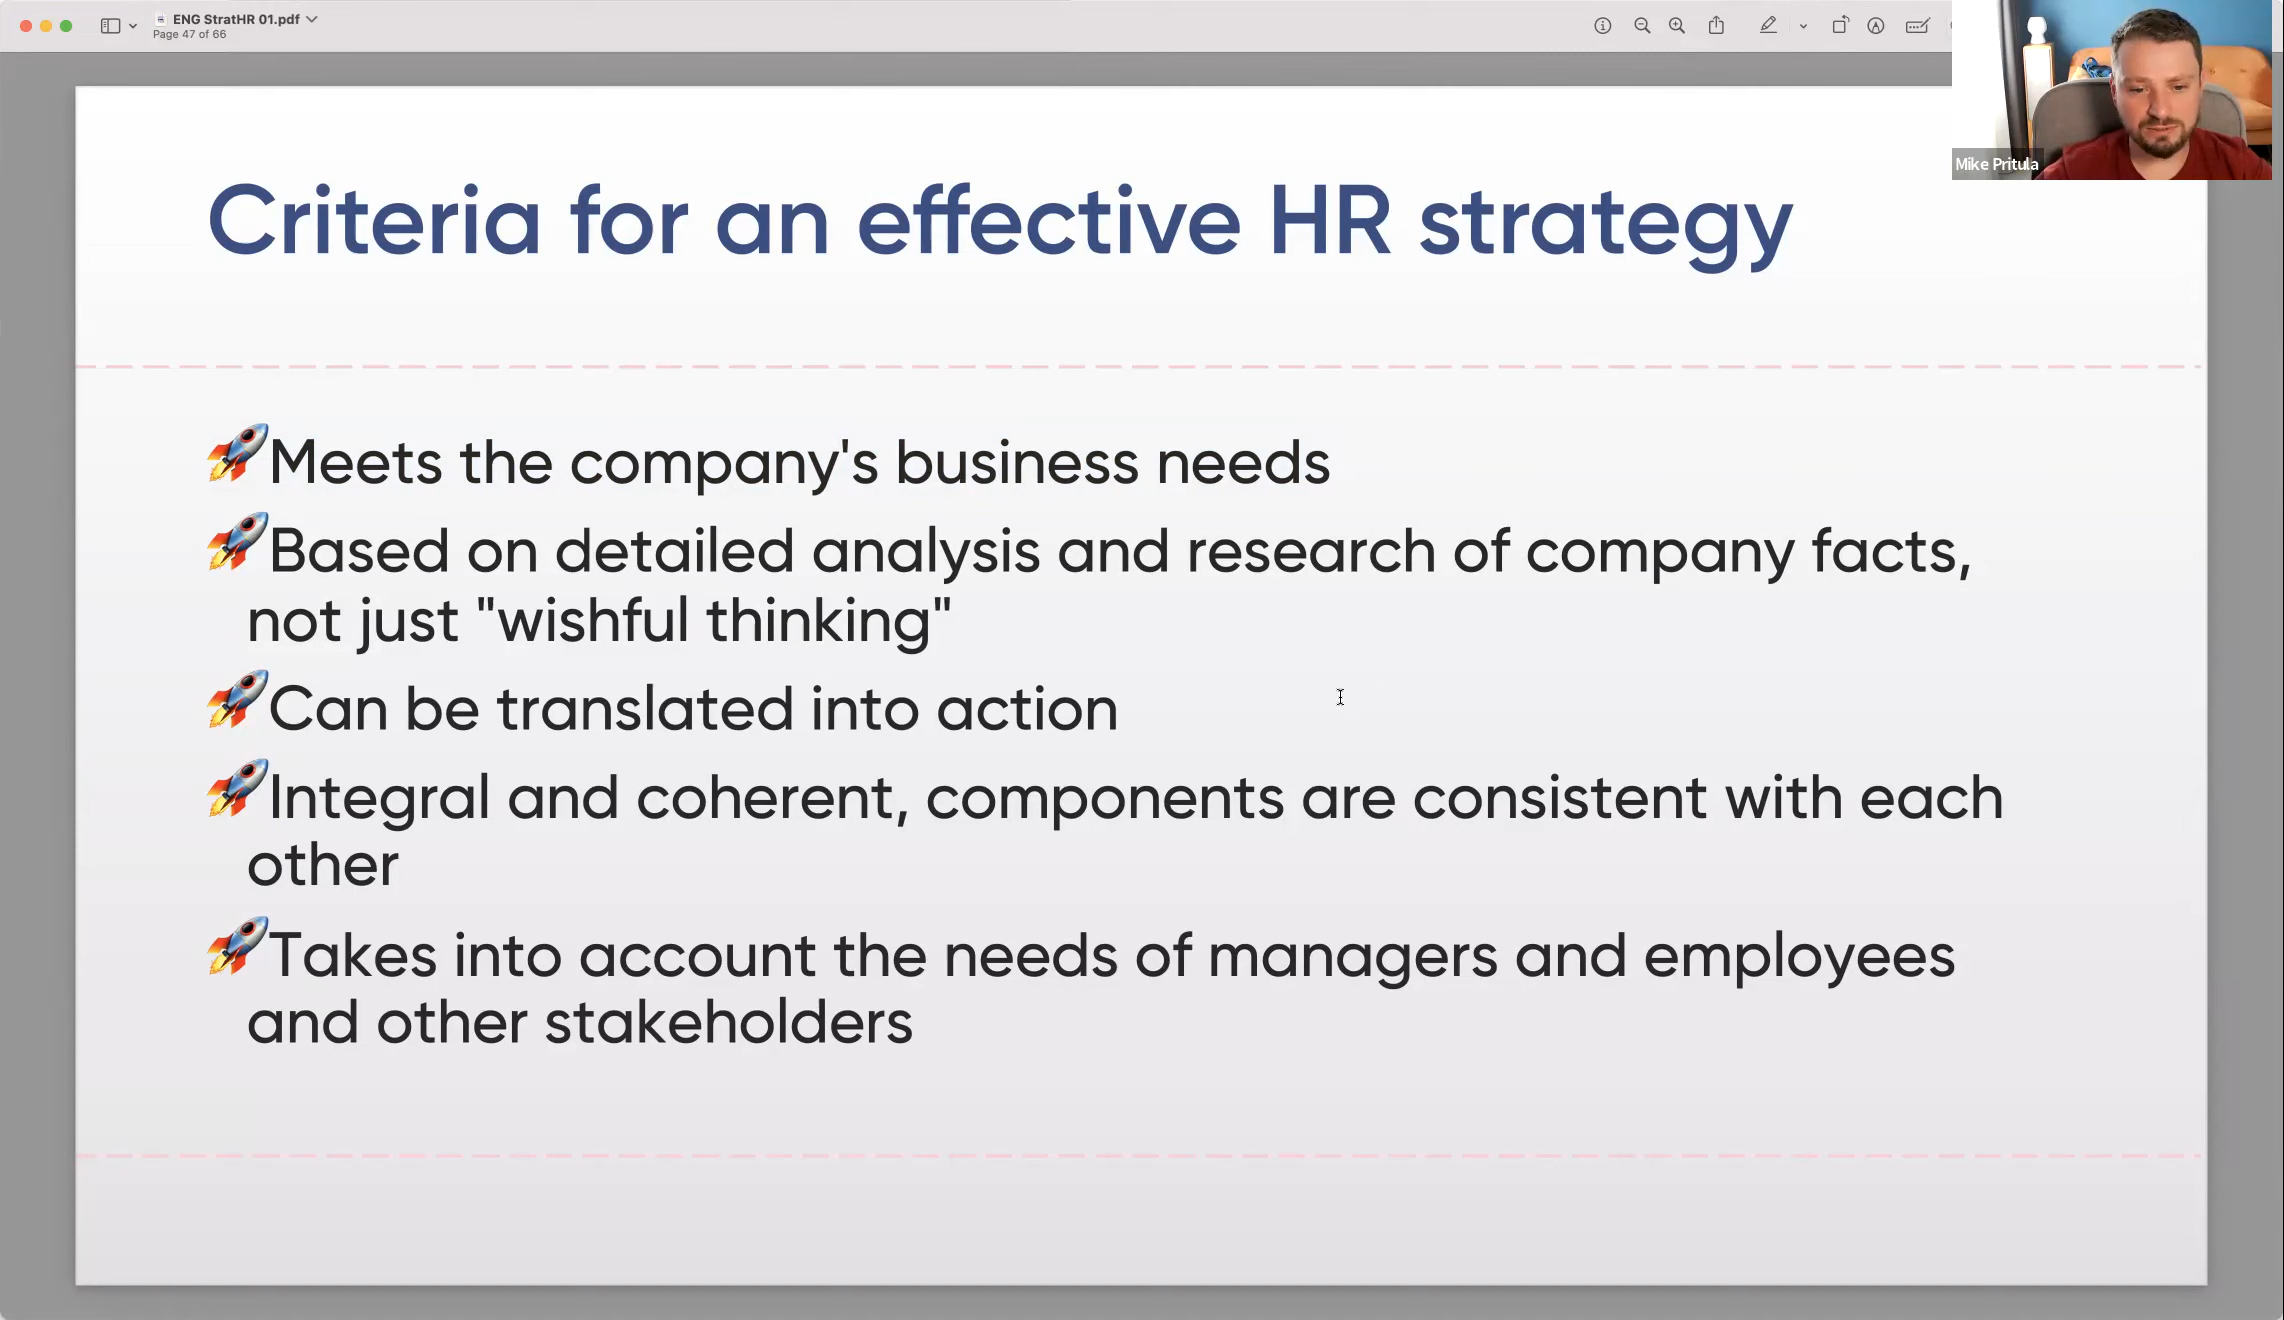 ENG StratHR 01.pdf
Page 47 of 66
Mike Pritula
Criteria for an effective HR strategy
🚀Meets the company's business needs
🚀Based on detailed analysis and research of company facts,
not just "wishful thinking"
🚀Can be translated into action
🚀Integral and coherent, components are consistent with each
other
🚀Takes into account the needs of managers and employees
and other stakeholders